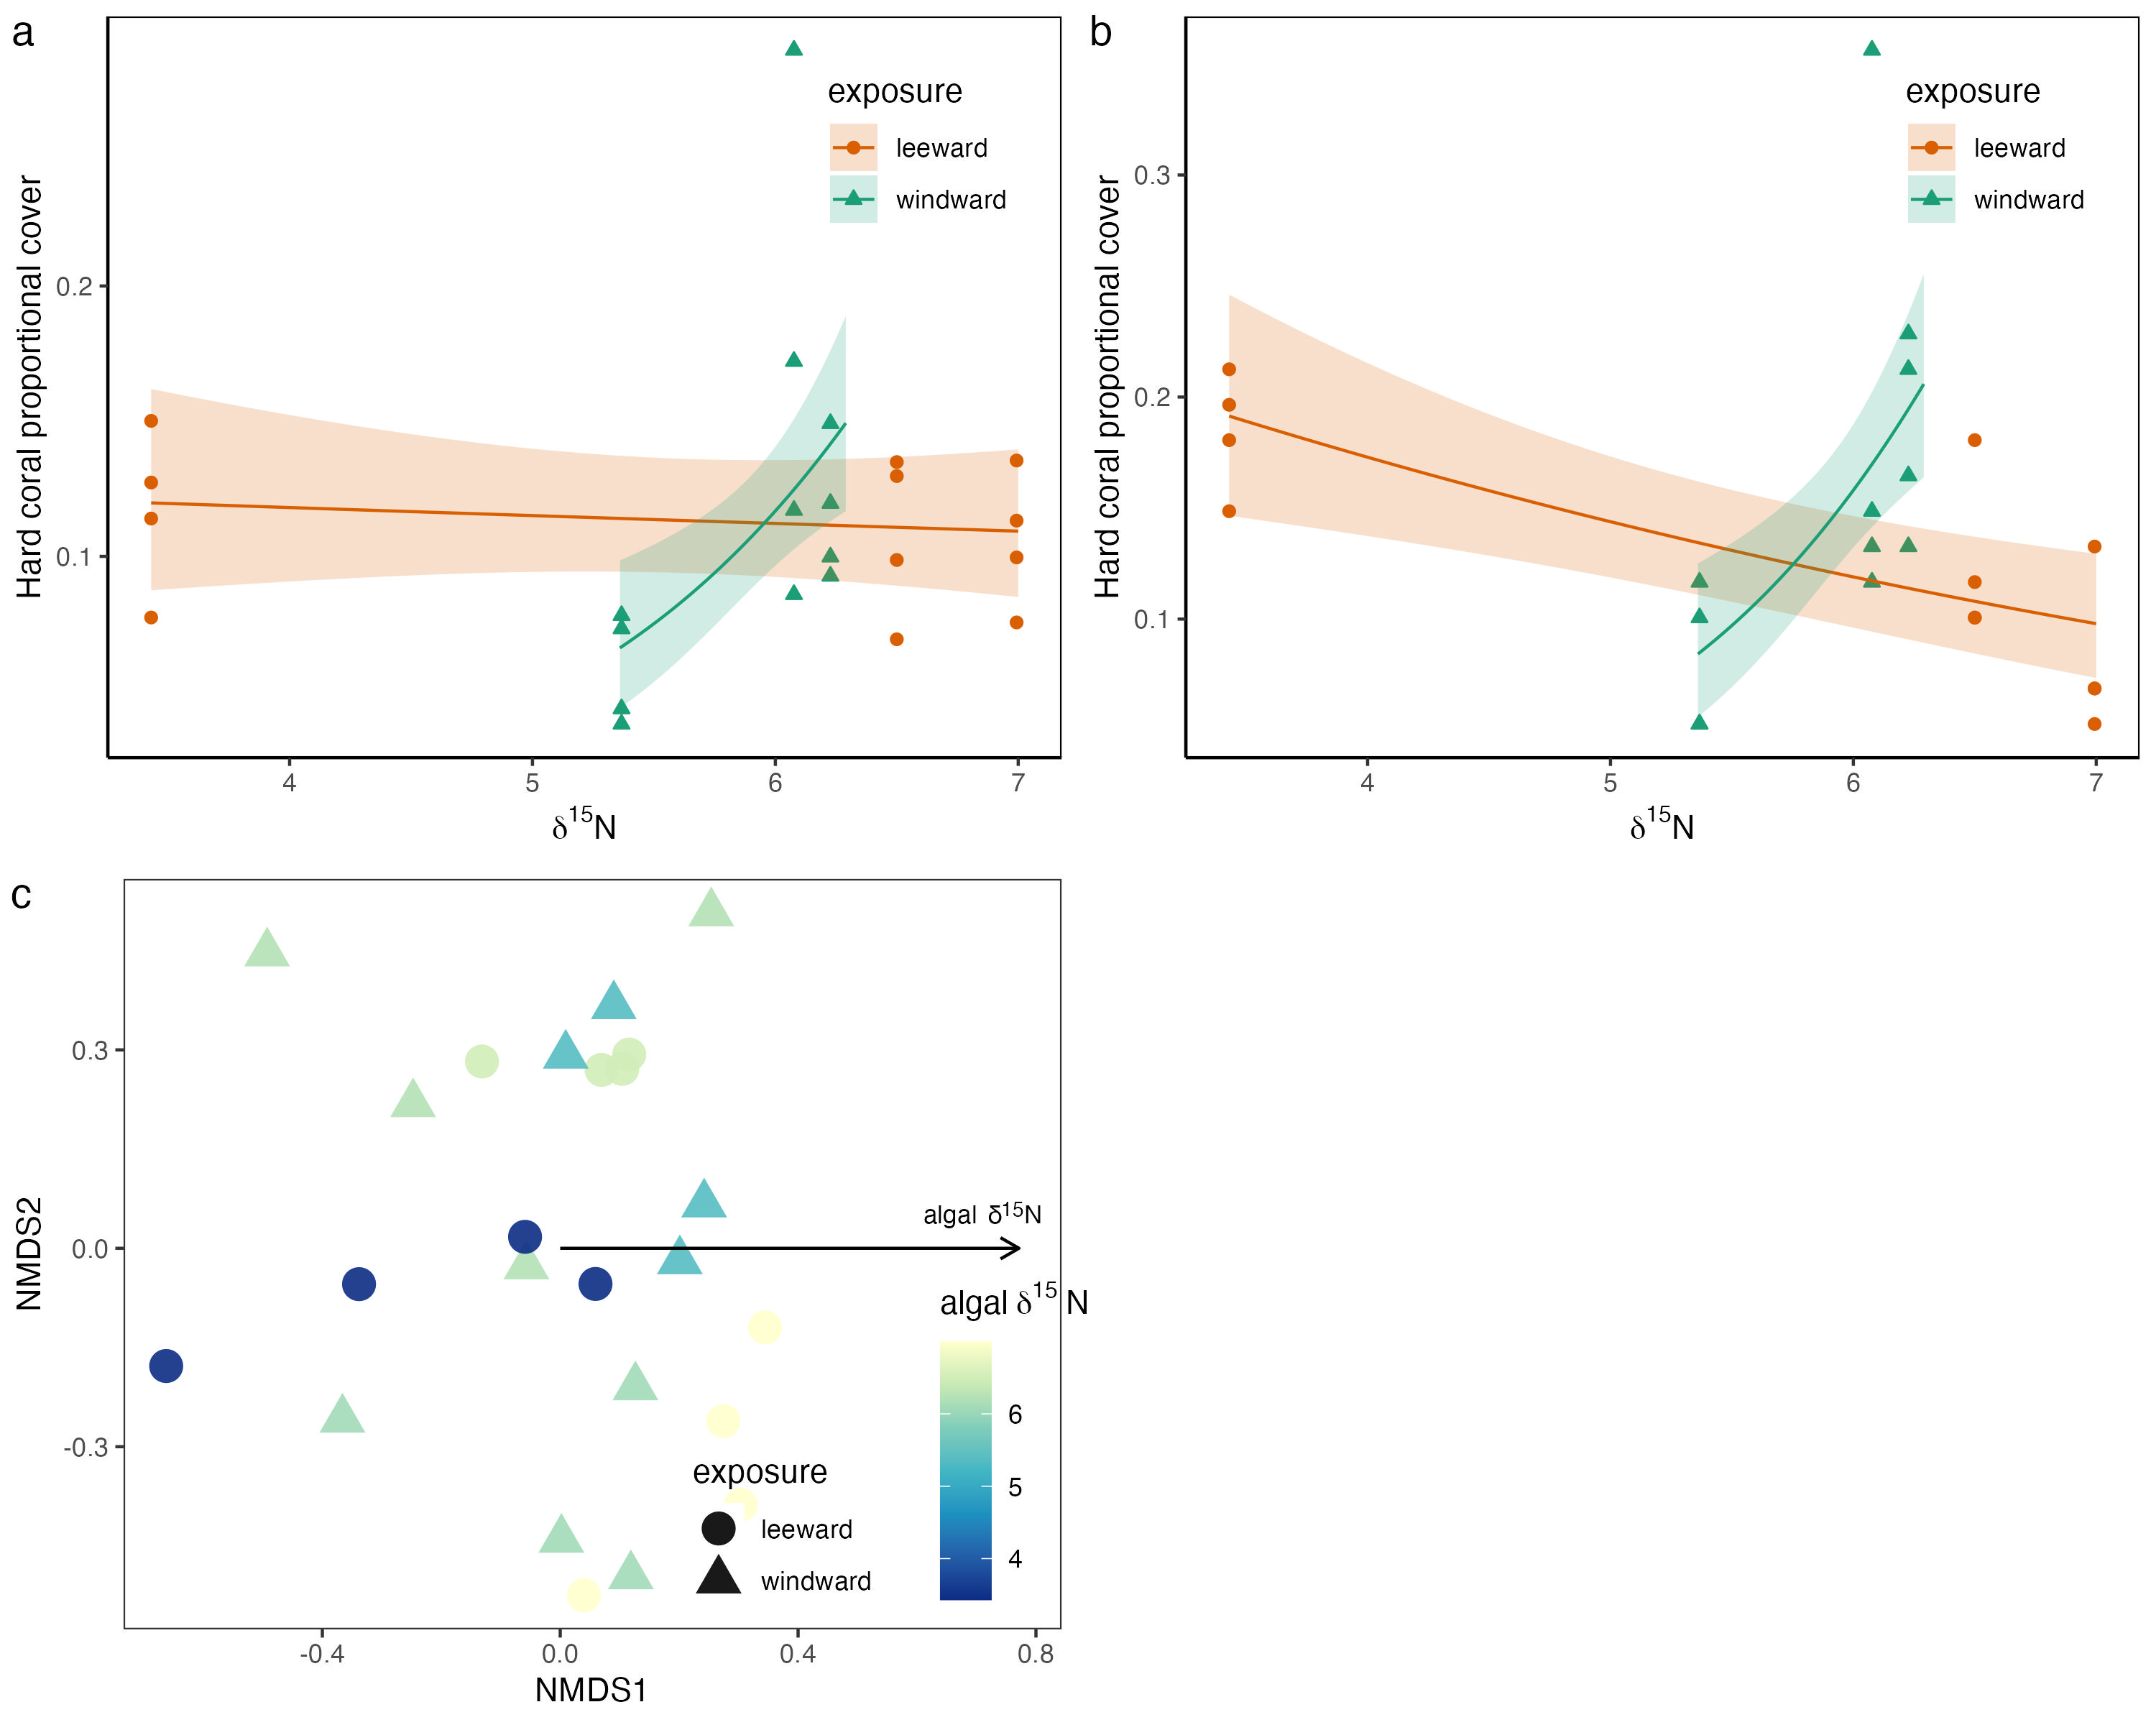 a
exposure
leeward
windward
Hard coral proportional cover
0.2
0.1
4 5 6 7
δ15N
b
exposure
leeward
windward
Hard coral proportional cover
0.3
0.2
0.1
4 5 6 7
δ15N
c
NMDS2
0.3
0.0
-0.3
algal δ15N
algal δ15N
6
5
4
exposure
leeward
windward
-0.4 0.0 0.4 0.8
NMDS1